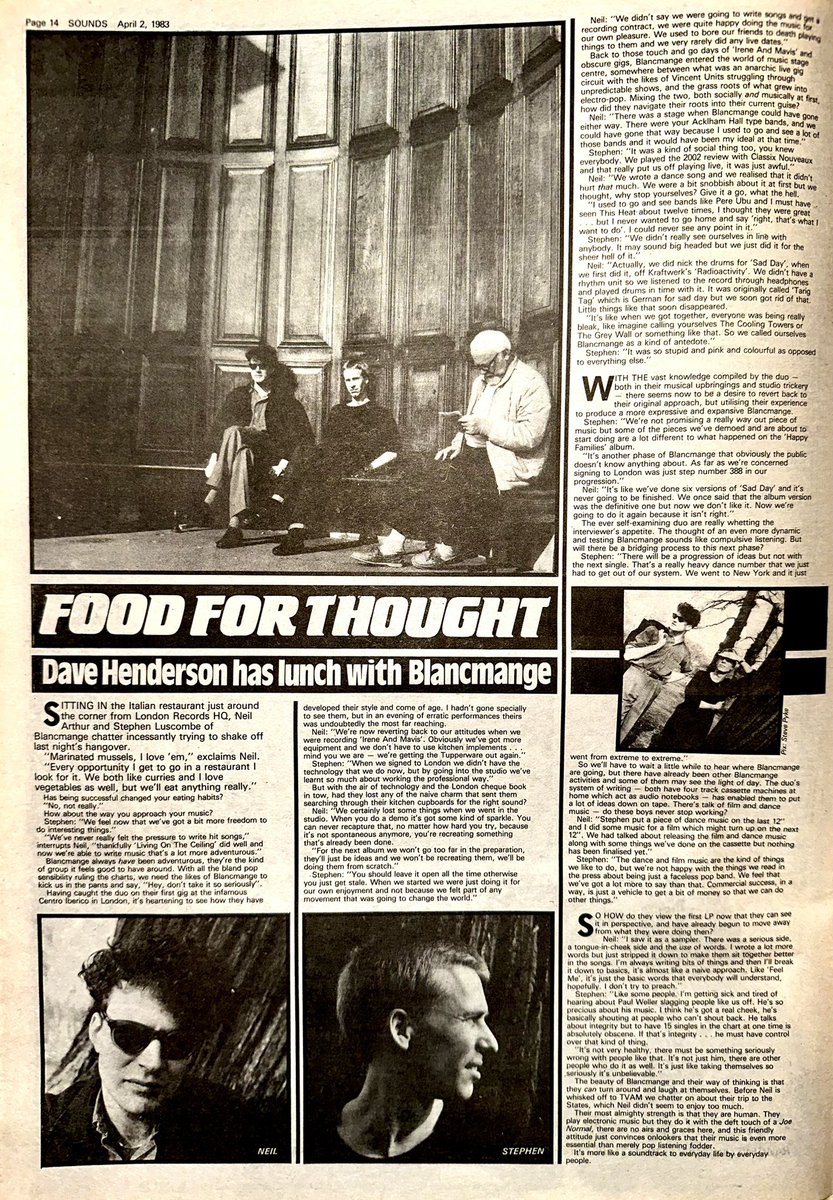 Page 14 SOUNDS April 2, 1983
FOOD FOR THOUGHT
Dave Henderson has lunch with Blancmange
SITTING IN the Italian restaurant just around
the corner from London Records HQ, Neil
Arthur and Stephen Luscombe of
Blancmange chatter incessantly trying to shake off
last night's hangover.
"Marinated mussels, I love 'em," exclaims Neil.
"Every opportunity I get to go in a restaurant I
look for it. We both like curries and I love
vegetables as well, but we'll eat anything really."
Has being successful changed your eating habits?
"No, not really."
How about the way you approach your music?
Stephen: "We feel now that we've got a bit more freedom to
do interesting things."
"We've never really felt the pressure to write hit songs,"
interrupts Neil, "thankfully 'Living On The Ceiling' did well and
now we're able to write music that's a lot more adventurous."
Blancmange always have been adventurous, they're the kind
of group it feels good to have around. With all the bland pop
sensibility ruling the charts, we need the likes of Blancmange to
kick us in the pants and say, "Hey, don't take it so seriously".
Having caught the duo on their first gig at the infamous
Centro Iberico in London, it's heartening to see how they have
developed their style and come of age. I hadn't gone specially
to see them, but in an evening of erratic performances theirs
was undoubtedly the most far reaching.
Neil: "We're now reverting back to our attitudes when we
were recording 'Irene And Mavis'. Obviously we've got more
equipment and we don't have to use kitchen implements . . .
mind you we are — we're getting the Tupperware out again."
Stephen: "When we signed to London we didn't have the
technology that we do now, but by going into the studio we've
learnt so much about working the professional way."
But with the air of technology and the London cheque book
in tow, had they lost any of the naive charm that sent them
searching through their kitchen cupboards for the right sound?
Neil: "We certainly lost some things when we went in the
studio. When you do a demo it's got some kind of sparkle. You
can never recapture that, no matter how hard you try, because
it's not spontaneous anymore, you're recreating something
that's already been done.
"For the next album we won't go too far in the preparation,
they'll just be ideas and we won't be recreating them, we'll be
doing them from scratch."
Stephen: "You should leave it open all the time otherwise
you just get stale. When we started we were just doing it for
our own enjoyment and not because we felt part of any
movement that was going to change the world."
NEIL
STEPHEN
Neil: "We didn't say we were going to write songs and get a
recording contract, we were quite happy doing the music for
our own pleasure. We used to bore our friends to death playing
things to them and we very rarely did any live dates."
Back to those touch and go days of 'Irene And Mavis' and
obscure gigs, Blancmange entered the world of music stage
centre, somewhere between what was an anarchic live gig
circuit with the likes of Vincent Units struggling through
unpredictable shows, and the grass roots of what grew into
electro-pop. Mixing the two, both socially and musically at first,
how did they navigate their roots into their current guise?
Neil: "There was a stage when Blancmange could have gone
either way. There were your Acklham Hall type bands, and we
could have gone that way because I used to go and see a lot of
those bands and it would have been my ideal at that time."
Stephen: "It was a kind of social thing too, you knew
everybody. We played the 2002 review with Classix Nouveaux
and that really put us off playing live, it was just awful."
Neil: "We wrote a dance song and we realised that it didn't
hurt that much. We were a bit snobbish about it at first but we
thought, why stop yourselves? Give it a go, what the hell.
"I used to go and see bands like Pere Ubu and I must have
seen This Heat about twelve times, I thought they were great
. . . but I never wanted to go home and say 'right, that's what I
want to do'. I could never see any point in it."
Stephen: "We didn't really see ourselves in line with
anybody. It may sound big headed but we just did it for the
sheer hell of it."
Neil: "Actually, we did nick the drums for 'Sad Day', when
we first did it, off Kraftwerk's 'Radioactivity'. We didn't have a
rhythm unit so we listened to the record through headphones
and played drums in time with it. It was originally called 'Tarig
Tag' which is German for sad day but we soon got rid of that.
Little things like that soon disappeared.
"It's like when we got together, everyone was being really
bleak, like imagine calling yourselves The Cooling Towers or
The Grey Wall or something like that. So we called ourselves
Blancmange as a kind of antedote."
Stephen: "It was so stupid and pink and colourful as opposed
to everything else."
WITH THE vast knowledge compiled by the duo —
both in their musical upbringings and studio trickery
— there seems now to be a desire to revert back to
their original approach, but utilising their experience
to produce a more expressive and expansive Blancmange.
Stephen: "We're not promising a really way out piece of
music but some of the pieces we've demoed and are about to
start doing are a lot different to what happened on the 'Happy
Families' album.
"It's another phase of Blancmange that obviously the public
doesn't know anything about. As far as we're concerned
signing to London was just step number 388 in our
progression."
Neil: "It's like we've done six versions of 'Sad Day' and it's
never going to be finished. We once said that the album version
was the definitive one but now we don't like it. Now we're
going to do it again because it isn't right."
The ever self-examining duo are really whetting the
interviewer's appetite. The thought of an even more dynamic
and testing Blancmange sounds like compulsive listening. But
will there be a bridging process to this next phase?
Stephen: "There will be a progression of ideas but not with
the next single. That's a really heavy dance number that we just
had to get out of our system. We went to New York and it just
Pix: Steve Pyke
went from extreme to extreme."
So we'll have to wait a little while to hear where Blancmange
are going, but there have already been other Blancmange
activities and some of them may see the light of day. The duo's
system of writing — both have four track cassette machines at
home which act as audio notebooks — has enabled them to put
a lot of ideas down on tape. There's talk of film and dance
music — do these boys never stop working?
Neil: "Stephen put a piece of dance music on the last 12"
and I did some music for a film which might turn up on the next
12". We had talked about releasing the film and dance music
along with some things we've done on the cassette but nothing
has been finalised yet."
Stephen: "The dance and film music are the kind of things
we like to do, but we're not happy with the things we read in
the press about being just a faceless pop band. We feel that
we've got a lot more to say than that. Commercial success, in a
way, is just a vehicle to get a bit of money so that we can do
other things."
SO HOW do they view the first LP now that they can see
it in perspective, and have already begun to move away
from what they were doing then?
Neil: "I saw it as a sampler. There was a serious side,
a tongue-in-cheek side and the use of words. I wrote a lot more
words but just stripped it down to make them sit together better
in the songs. I'm always writing bits of things and then I'll break
it down to basics, it's almost like a naive approach. Like 'Feel
Me', it's just the basic words that everybody will understand,
hopefully. I don't try to preach."
Stephen: "Like some people. I'm getting sick and tired of
hearing about Paul Weller slagging people like us off. He's so
precious about his music. I think he's got a real cheek, he's
basically shouting at people who can't shout back. He talks
about integrity but to have 15 singles in the chart at one time is
absolutely obscene. If that's integrity . . . he must have control
over that kind of thing.
"It's not very healthy, there must be something seriously
wrong with people like that. It's not just him, there are other
people who do it as well. It's just like taking themselves so
seriously it's unbelievable."
The beauty of Blancmange and their way of thinking is that
they can turn around and laugh at themselves. Before Neil is
whisked off to TVAM we chatter on about their trip to the
States, which Neil didn't seem to enjoy too much.
Their most almighty strength is that they are human. They
play electronic music but they do it with the deft touch of a Joe
Normal, there are no airs and graces here, and this friendly
attitude just convinces onlookers that their music is even more
essential than merely pop listening fodder.
It's more like a soundtrack to everyday life by everyday
people.